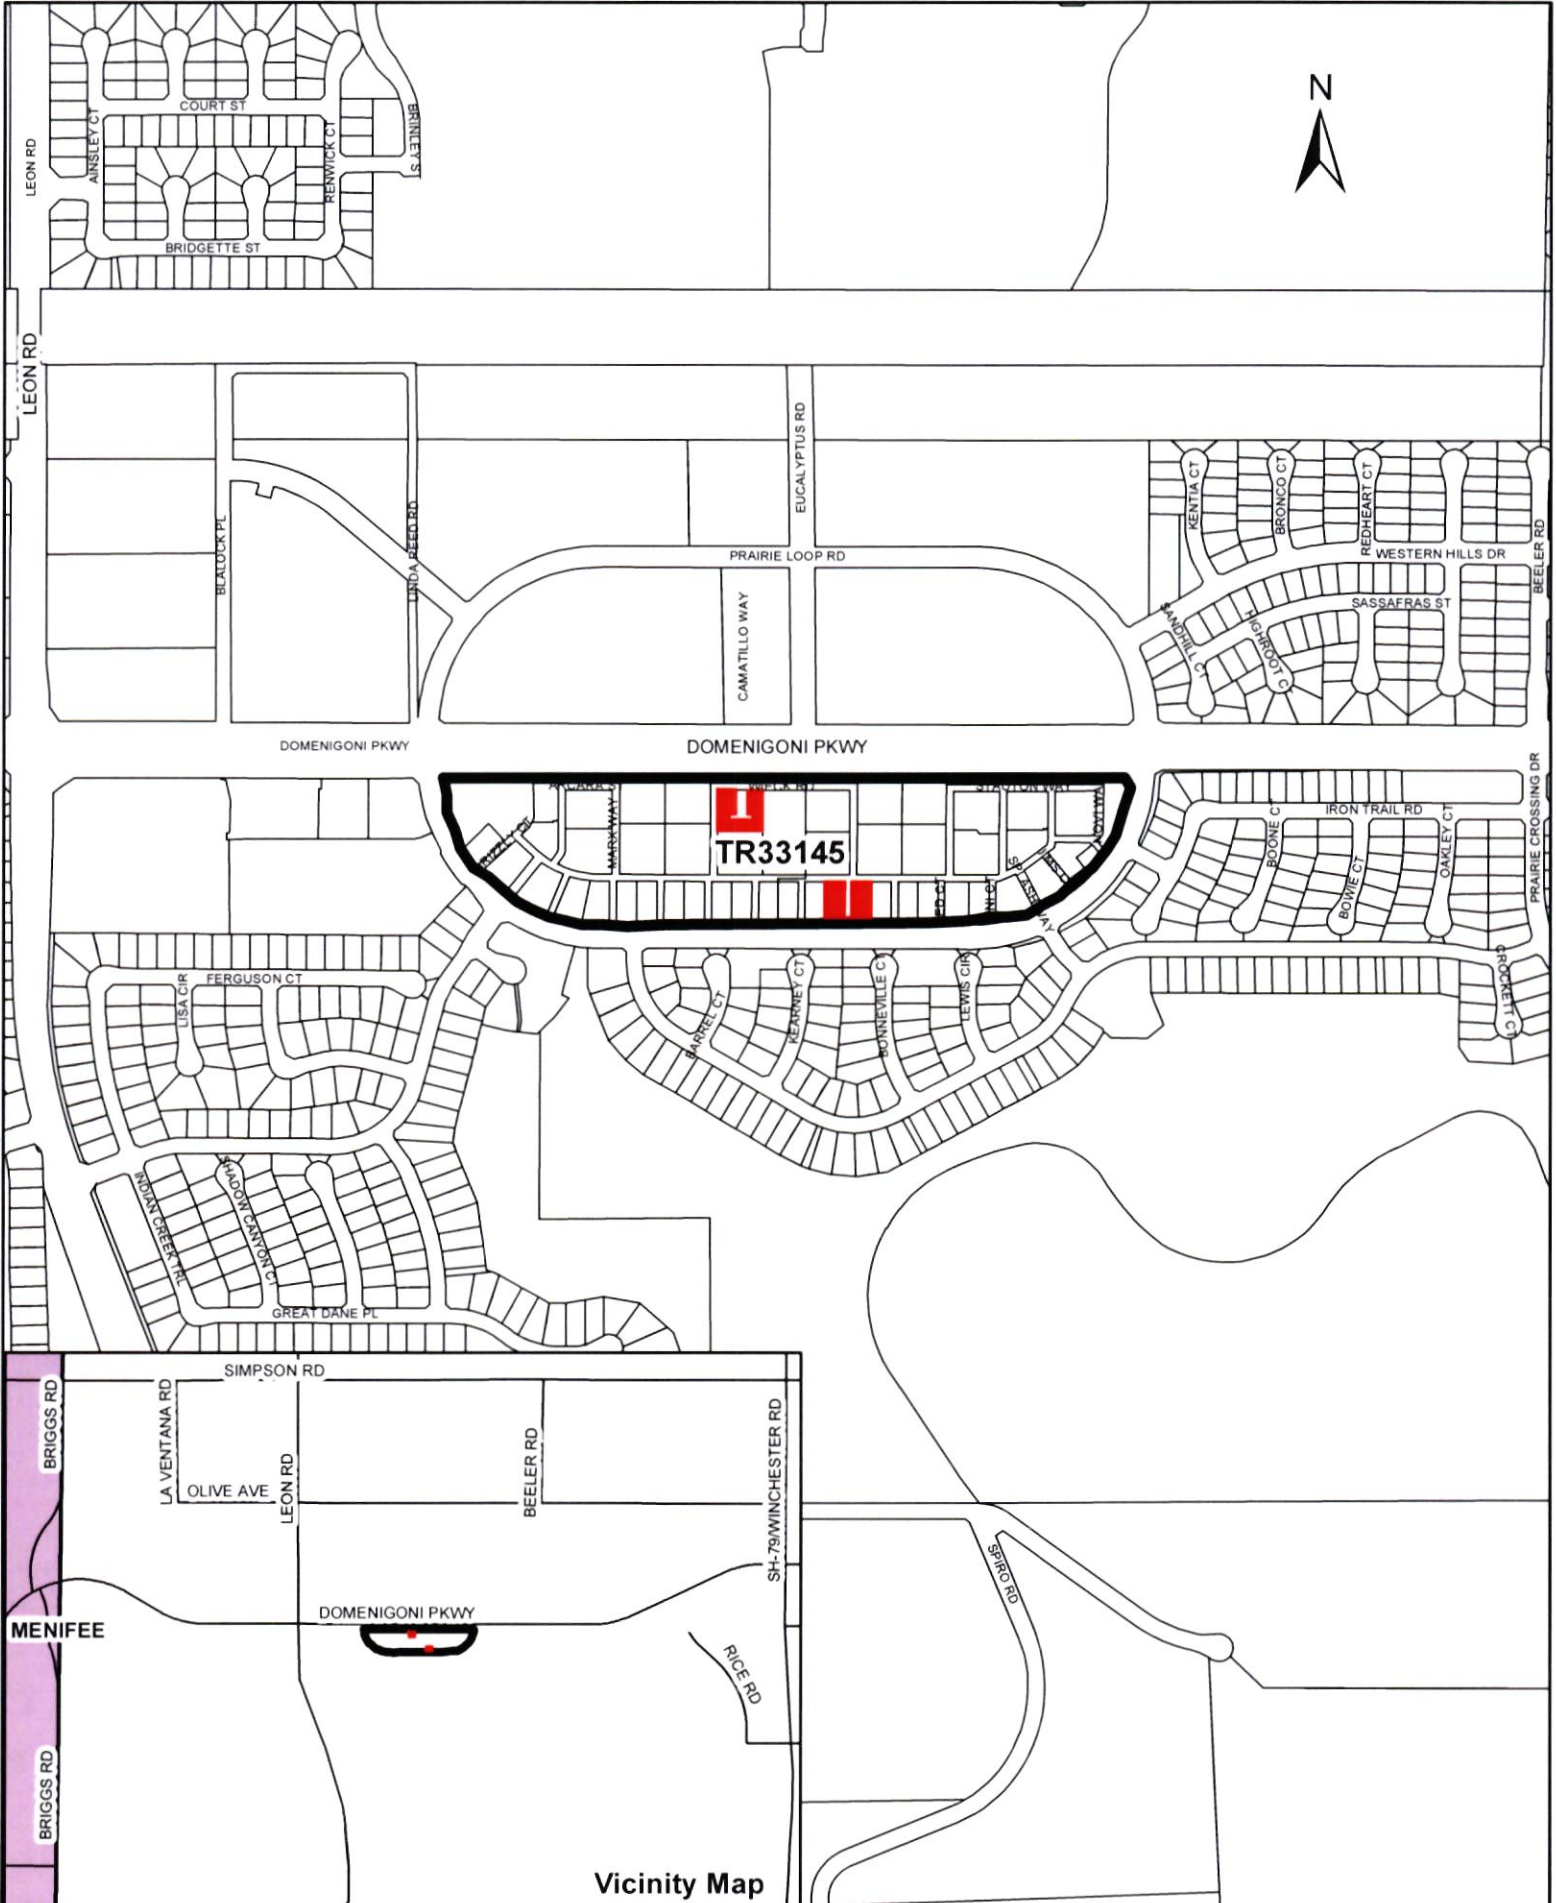 N
COURT ST
AINSLEY CT
RENWICK CT
LEON RD
BRIDGETTE ST
LEON RD
EUCALYPTUS RD
KENTIA CT
BRONCO CT
REDHEART CT
BLALOCK PL
LINDA REED RD
PRAIRIE LOOP RD
WESTERN HILLS DR
BEELER RD
CAMATILLO WAY
SASSAFRAS ST
SANDHILL CT
HIGHROOT C
DOMENIGONI PKWY
DOMENIGONI PKWY
MARK WAY
TR33145
IRON TRAIL RD
BOONE CT
BOWIE CT
OAKLEY CT
PRAIRIE CROSSING DR
FERGUSON CT
LISA CIR
BARREL CT
KEARNEY CT
BONNEVILLE CT
LEWIS CIR
CROCKETT CT
INDIAN CREEK TRL
SHADOW CANYON CT
GREAT DANE PL
SIMPSON RD
BRIGGS RD
LA VENTANA RD
OLIVE AVE
LEON RD
BEELER RD
SH-79/WINCHESTER RD
SPIRO RD
DOMENIGONI PKWY
MENIFEE
RICE RD
BRIGGS RD
Vicinity Map